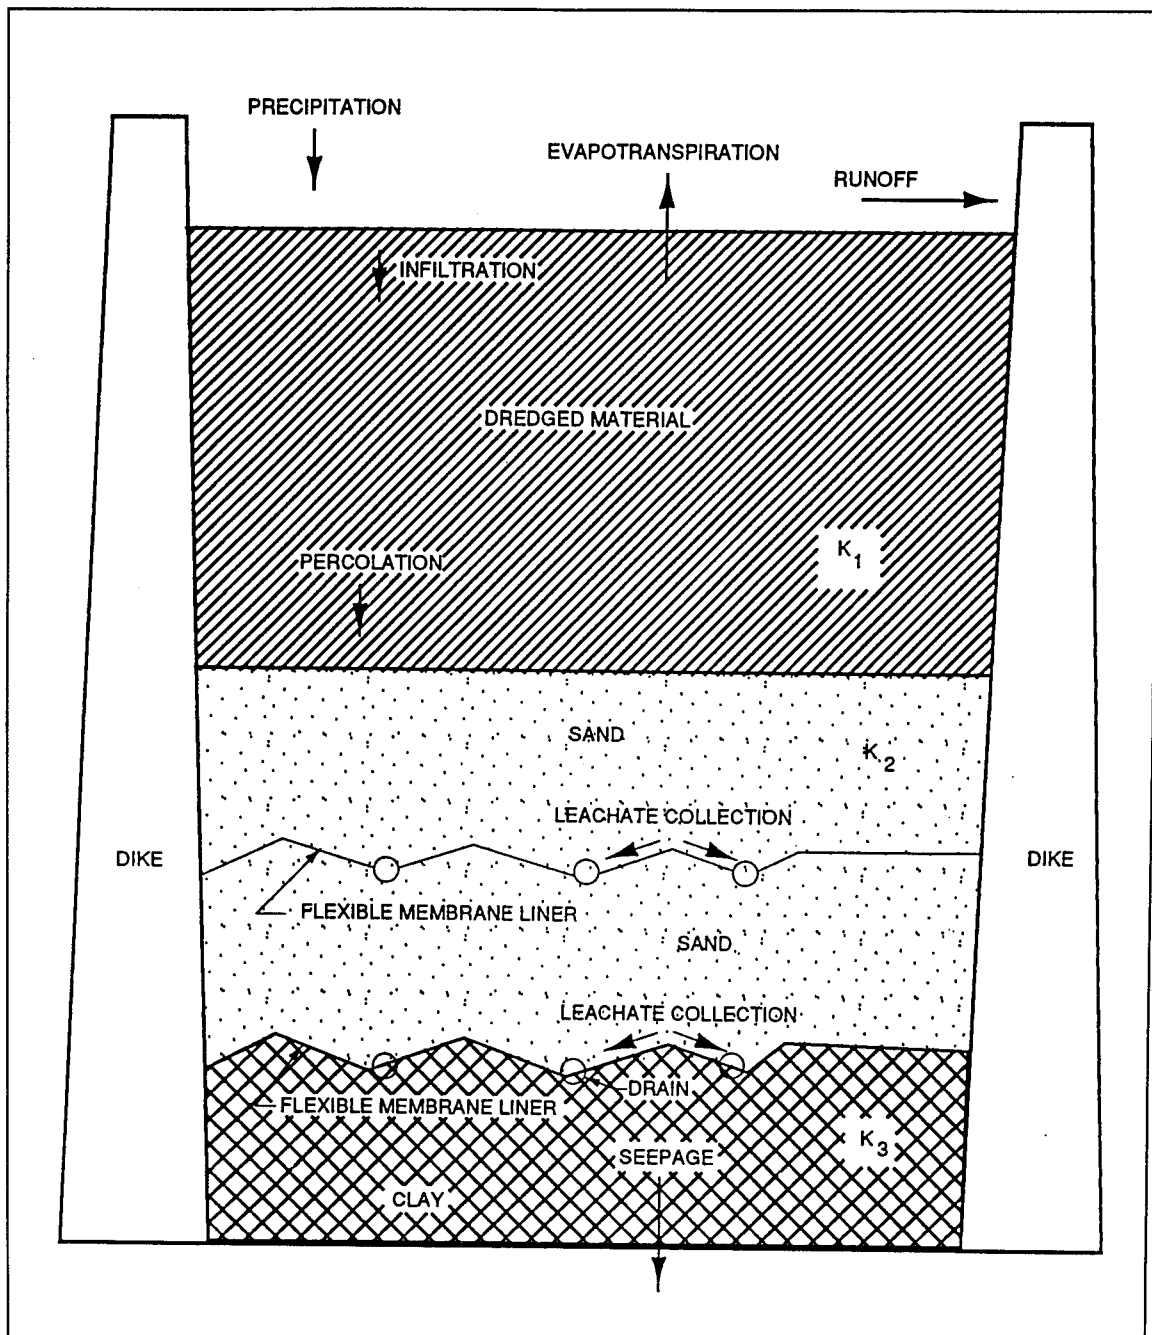 PRECIPITATION
EVAPOTRANSPIRATION
RUNOFF
INFILTRATION
DREDGED MATERIAL
K1
PERCOLATION
SAND
K2
LEACHATE COLLECTION
DIKE
DIKE
FLEXIBLE MEMBRANE LINER
SAND
LEACHATE COLLECTION
DRAIN
FLEXIBLE MEMBRANE LINER
K3
SEEPAGE
CLAY